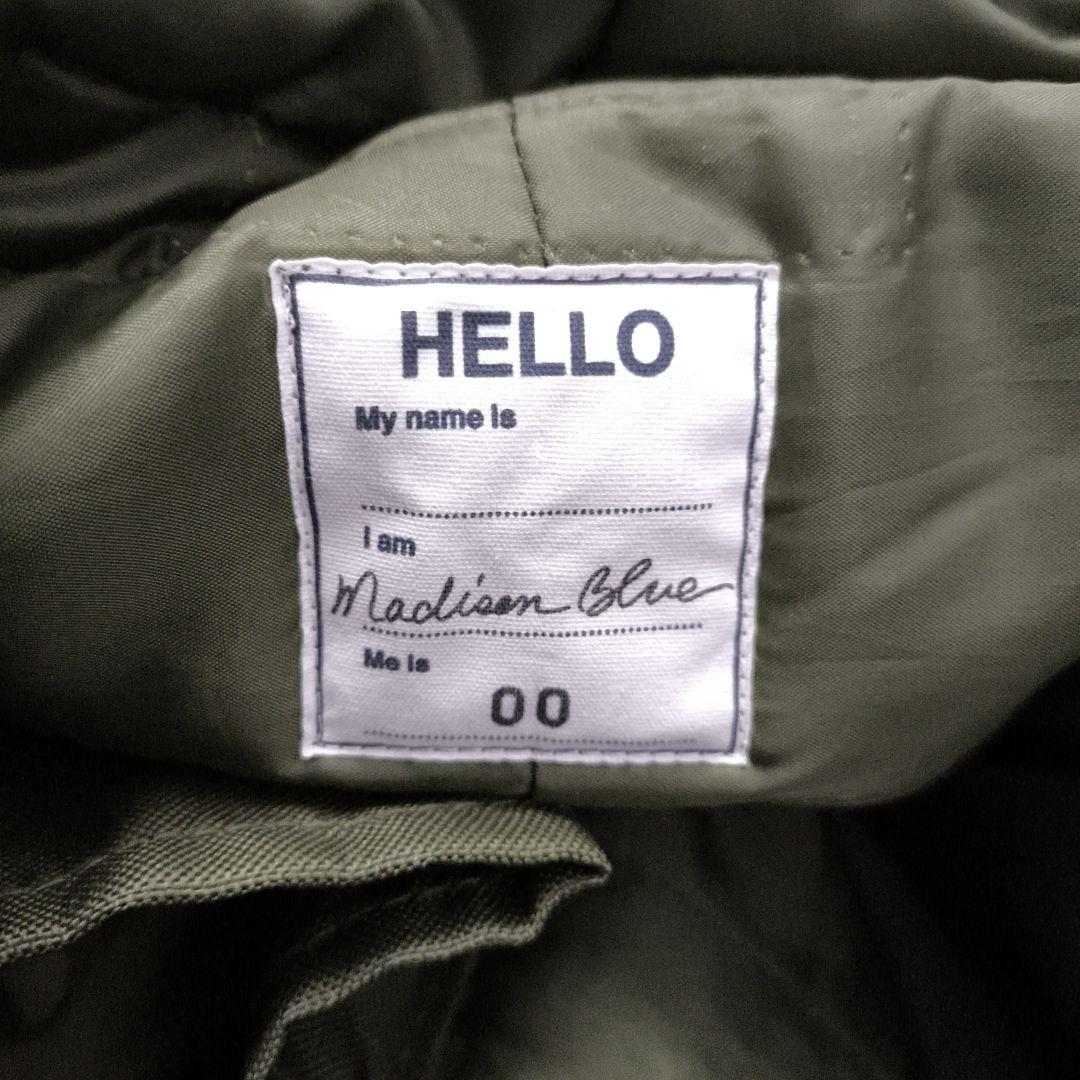 HELLO
My name is
I am
Madison Blue
Me is
00